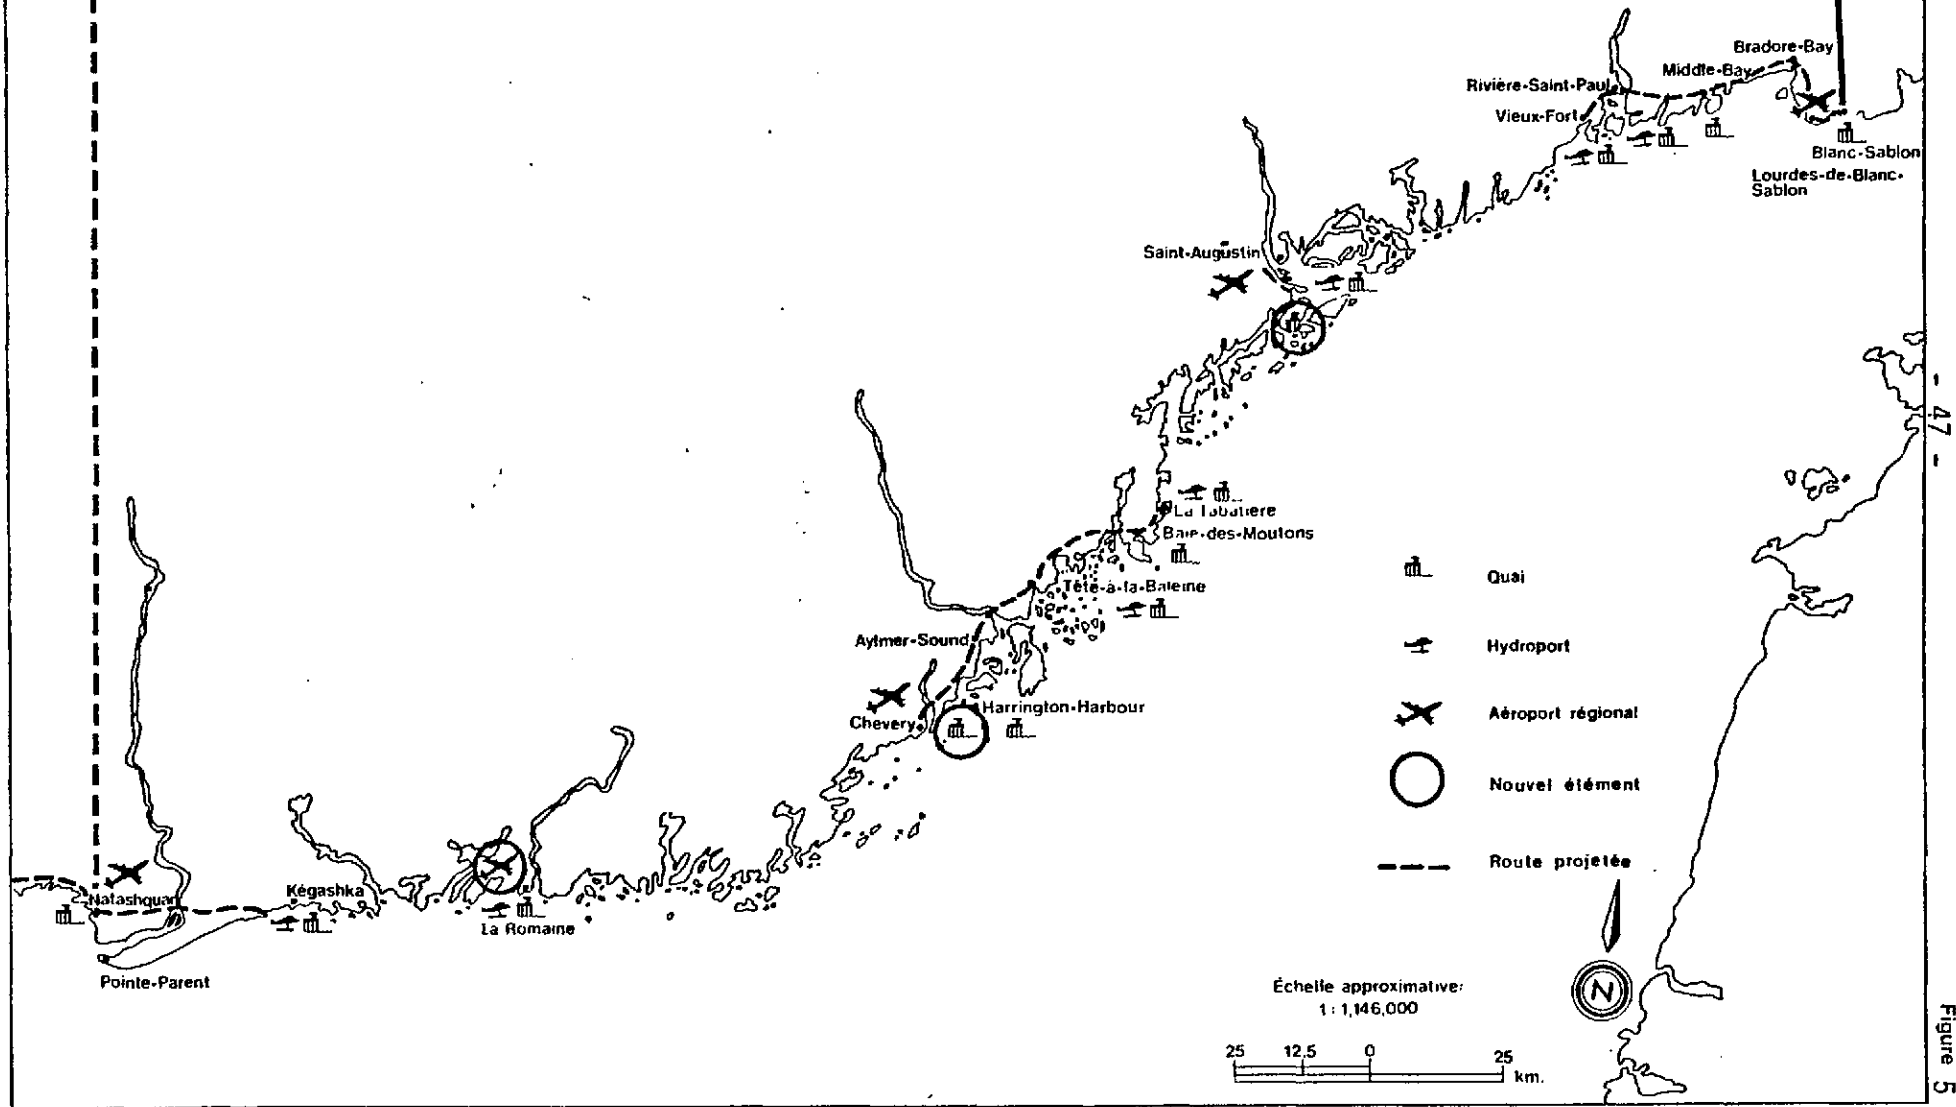 Bradore-Bay
Middle-Bay
Rivière-Saint-Paul
Vieux-Fort
Blanc-Sablon
Lourdes-de-Blanc-
Sablon
Saint-Augustin
- 47 -
La Tabatière
Baie-des-Moutons
Tête-à-la-Baleine
Aylmer-Sound
Harrington-Harbour
Chevery
Quai
Hydroport
Aéroport régional
Nouvel élément
Route projetée
Natashquan
Kégashka
La Romaine
Pointe-Parent
N
Échelle approximative:
1 : 1,146,000
25 12,5 0 25
km.
Figure 5